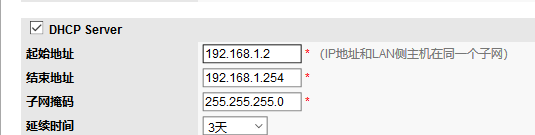 DHCP Server
起始地址 192.168.1.2 * (IP地址和LAN侧主机在同一个子网)
结束地址 192.168.1.254 *
子网掩码 255.255.255.0 *
延续时间 3天